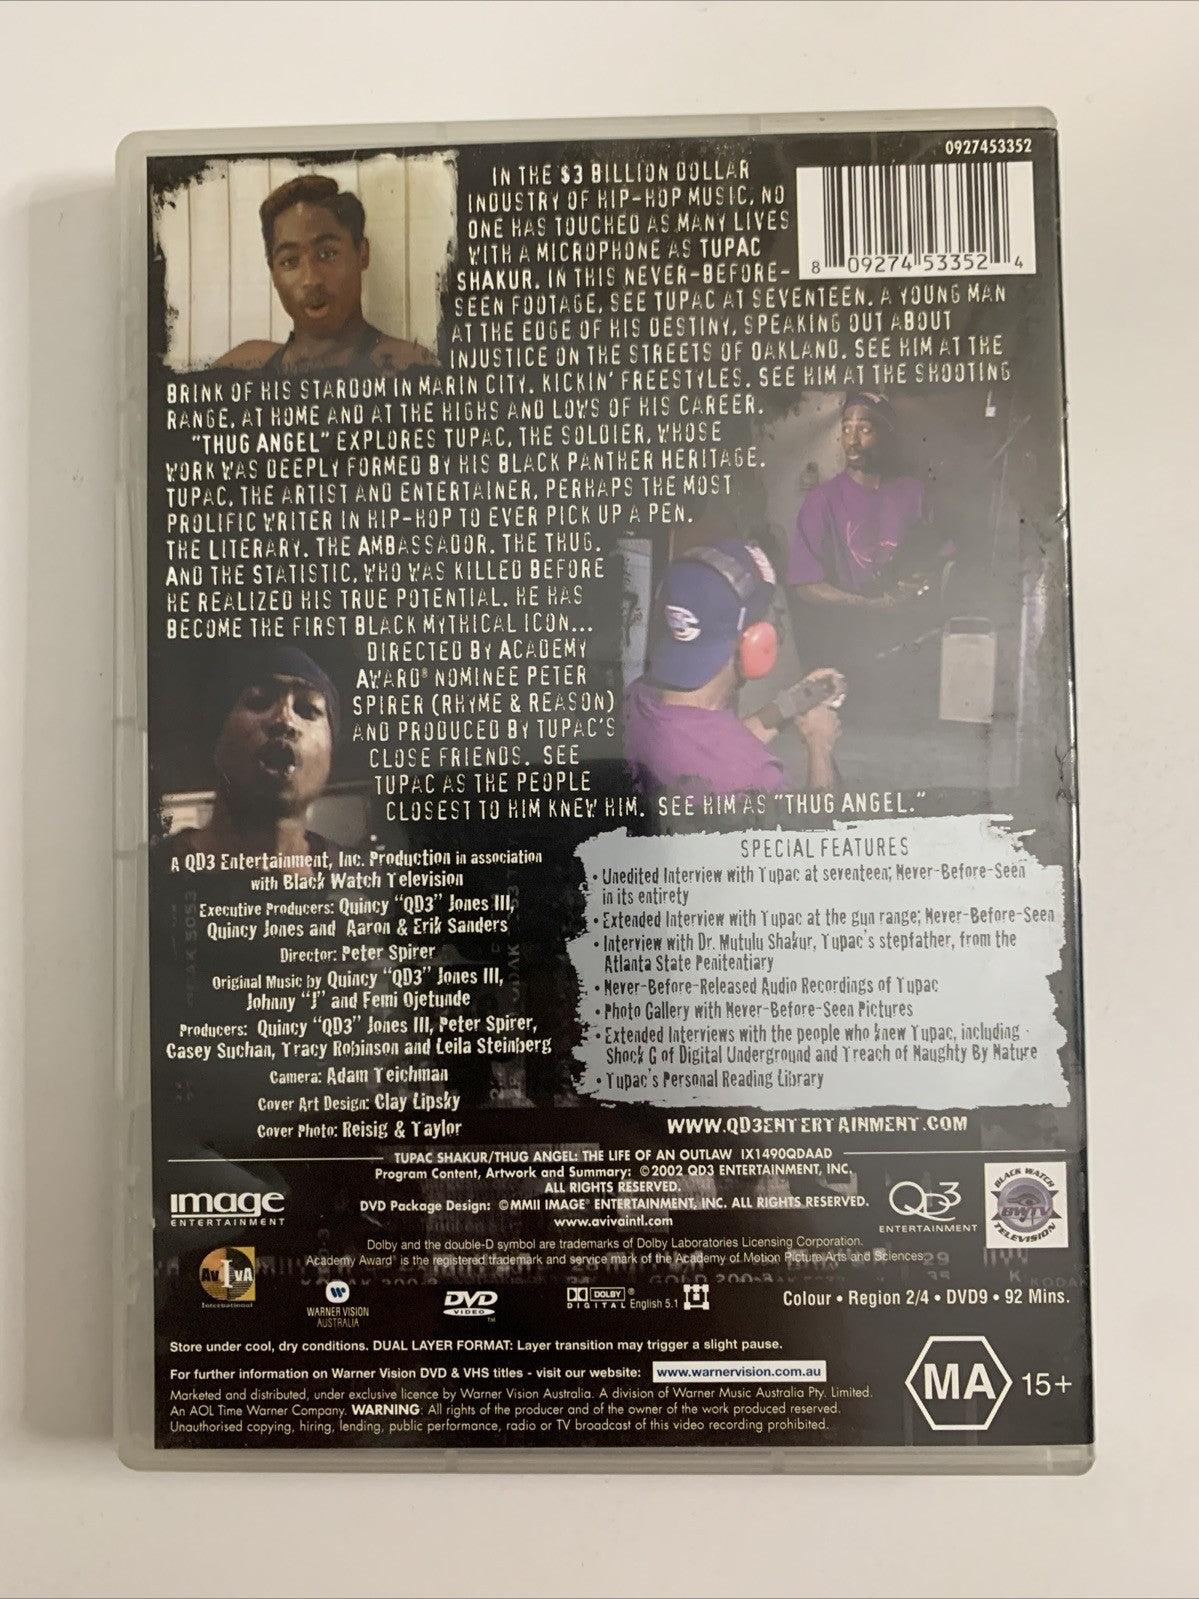 0927453352
IN THE $3 BILLION DOLLAR
INDUSTRY OF HIP-HOP MUSIC, NO
ONE HAS TOUCHED AS MANY LIVES
WITH A MICROPHONE AS TUPAC
SHAKUR. IN THIS NEVER-BEFORE-
SEEN FOOTAGE, SEE TUPAC AT SEVENTEEN. A YOUNG MAN
AT THE EDGE OF HIS DESTINY, SPEAKING OUT ABOUT
INJUSTICE ON THE STREETS OF OAKLAND. SEE HIM AT THE
BRINK OF HIS STARDOM IN MARIN CITY, KICKIN' FREESTYLES. SEE HIM AT THE SHOOTING
RANGE, AT HOME AND AT THE HIGHS AND LOWS OF HIS CAREER.
8 09274 53352 4
"THUG ANGEL" EXPLORES TUPAC, THE SOLDIER, WHOSE
WORK WAS DEEPLY FORMED BY HIS BLACK PANTHER HERITAGE.
TUPAC, THE ARTIST AND ENTERTAINER, PERHAPS THE MOST
PROLIFIC WRITER IN HIP-HOP TO EVER PICK UP A PEN.
THE LITERARY. THE AMBASSADOR. THE THUG.
AND THE STATISTIC, WHO WAS KILLED BEFORE
HE REALIZED HIS TRUE POTENTIAL. HE HAS
BECOME THE FIRST BLACK MYTHICAL ICON...
DIRECTED BY ACADEMY
AWARD® NOMINEE PETER
SPIRER (RHYME & REASON)
AND PRODUCED BY TUPAC'S
CLOSE FRIENDS. SEE
TUPAC AS THE PEOPLE
CLOSEST TO HIM KNEW HIM. SEE HIM AS "THUG ANGEL."
A QD3 Entertainment, Inc. Production in association
with Black Watch Television
Executive Producers: Quincy "QD3" Jones III,
Quincy Jones and Aaron & Erik Sanders
Director: Peter Spirer
Original Music by Quincy "QD3" Jones III,
Johnny "J" and Femi Ojetunde
Producers: Quincy "QD3" Jones III, Peter Spirer,
Casey Suchan, Tracy Robinson and Leila Steinberg
Camera: Adam Teichman
Cover Art Design: Clay Lipsky
Cover Photo: Reisig & Taylor
SPECIAL FEATURES
• Unedited Interview with Tupac at seventeen; Never-Before-Seen
in its entirety
• Extended Interview with Tupac at the gun range; Never-Before-Seen
• Interview with Dr. Mutulu Shakur, Tupac's stepfather, from the
Atlanta State Penitentiary
• Never-Before-Released Audio Recordings of Tupac
• Photo Gallery with Never-Before-Seen Pictures
• Extended Interviews with the people who knew Tupac, including
Shock G of Digital Underground and Treach of Naughty By Nature
• Tupac's Personal Reading Library
WWW.QD3ENTERTAINMENT.COM
TUPAC SHAKUR/THUG ANGEL: THE LIFE OF AN OUTLAW IX1490QDAAD
Program Content, Artwork and Summary: ©2002 QD3 ENTERTAINMENT, INC.
ALL RIGHTS RESERVED.
DVD Package Design: ©MMII IMAGE ENTERTAINMENT, INC. ALL RIGHTS RESERVED.
www.avivaintl.com
image
ENTERTAINMENT
QD3
ENTERTAINMENT
BLACK WATCH
BWTV
TELEVISION
Dolby and the double-D symbol are trademarks of Dolby Laboratories Licensing Corporation.
Academy Award® is the registered trademark and service mark of the Academy of Motion Picture Arts and Sciences.
AvIvA
International
WARNER VISION
AUSTRALIA
DVD
VIDEO
TM
DOLBY
DIGITAL
English 5.1
Colour • Region 2/4 • DVD9 • 92 Mins.
Store under cool, dry conditions. DUAL LAYER FORMAT: Layer transition may trigger a slight pause.
For further information on Warner Vision DVD & VHS titles - visit our website: www.warnervision.com.au
Marketed and distributed, under exclusive licence by Warner Vision Australia. A division of Warner Music Australia Pty. Limited.
An AOL Time Warner Company. WARNING: All rights of the producer and of the owner of the work produced reserved.
Unauthorised copying, hiring, lending, public performance, radio or TV broadcast of this video recording prohibited.
MA 15+